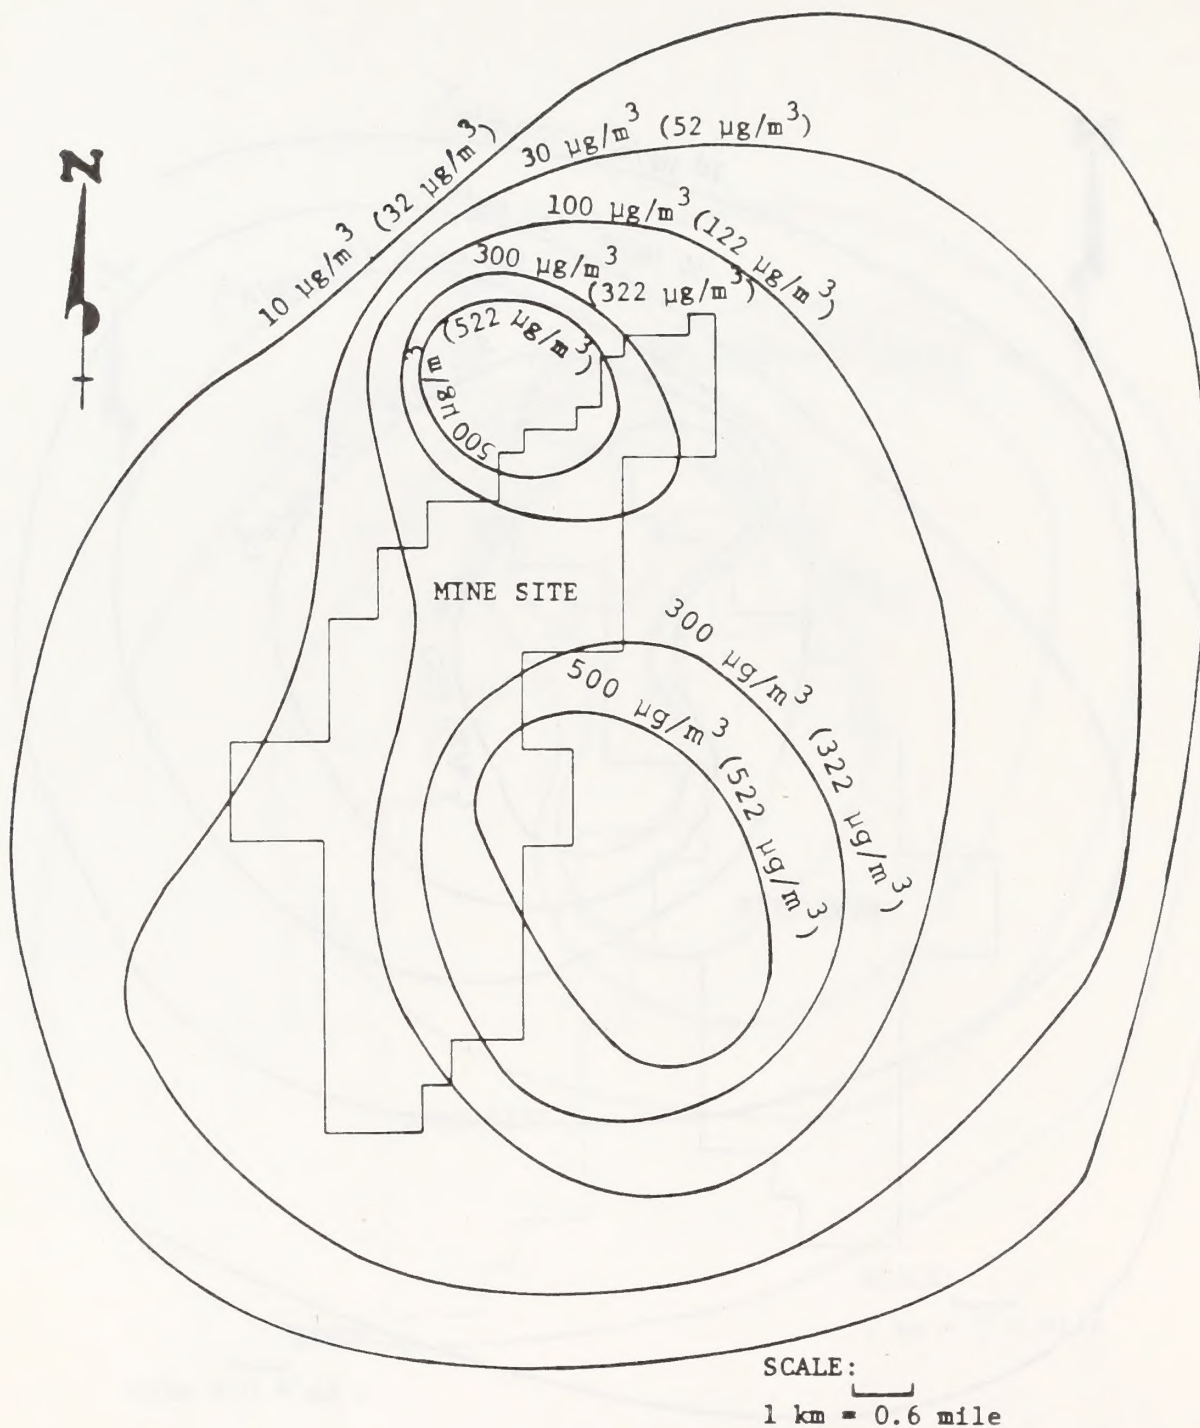 N
10 µg/m³ (32 µg/m³)
30 µg/m³ (52 µg/m³)
100 µg/m³ (122 µg/m³)
300 µg/m³
(322 µg/m³)
500 µg/m³ (522 µg/m³)
MINE SITE
300 µg/m³ (322 µg/m³)
500 µg/m³ (522 µg/m³)
SCALE:
1 km = 0.6 mile